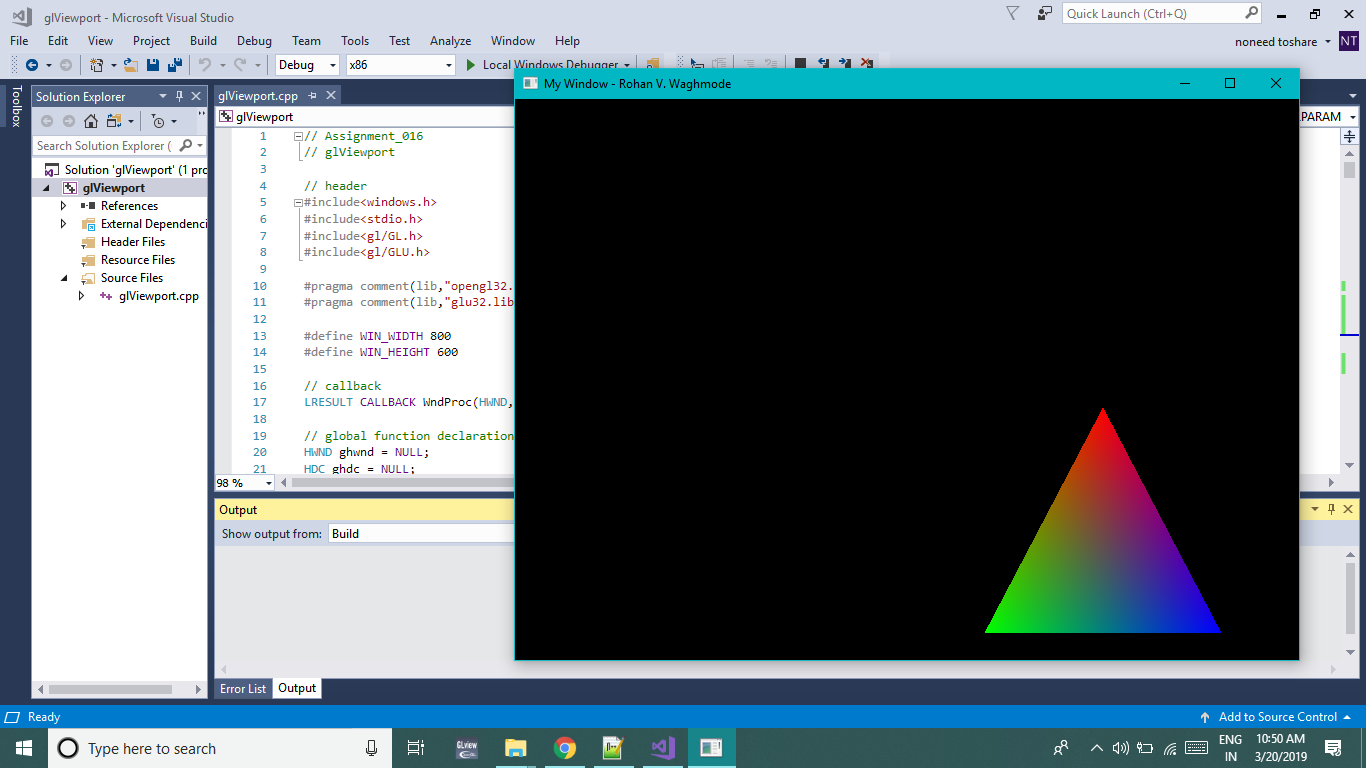 glViewport - Microsoft Visual Studio
Quick Launch (Ctrl+Q)
File Edit View Project Build Debug Team Tools Test Analyze Window Help
noneed toshare
NT
Debug
x86
Local Windows Debugger
My Window - Rohan V. Waghmode
Toolbox
Solution Explorer
Search Solution Explorer (
Solution 'glViewport' (1 pro
glViewport
References
External Dependenci
Header Files
Resource Files
Source Files
glViewport.cpp
glViewport.cpp
glViewport
.PARAM
1 // Assignment_016
2 // glViewport
3
4 // header
5 #include<windows.h>
6 #include<stdio.h>
7 #include<gl/GL.h>
8 #include<gl/GLU.h>
9
10 #pragma comment(lib,"opengl32.
11 #pragma comment(lib,"glu32.lib
12
13 #define WIN_WIDTH 800
14 #define WIN_HEIGHT 600
15
16 // callback
17 LRESULT CALLBACK WndProc(HWND,
18
19 // global function declaration
20 HWND ghwnd = NULL;
21 HDC ghdc = NULL;
98 %
Output
Show output from: Build
Error List Output
Ready
Add to Source Control
Type here to search
GLview
ENG
IN
10:50 AM
3/20/2019